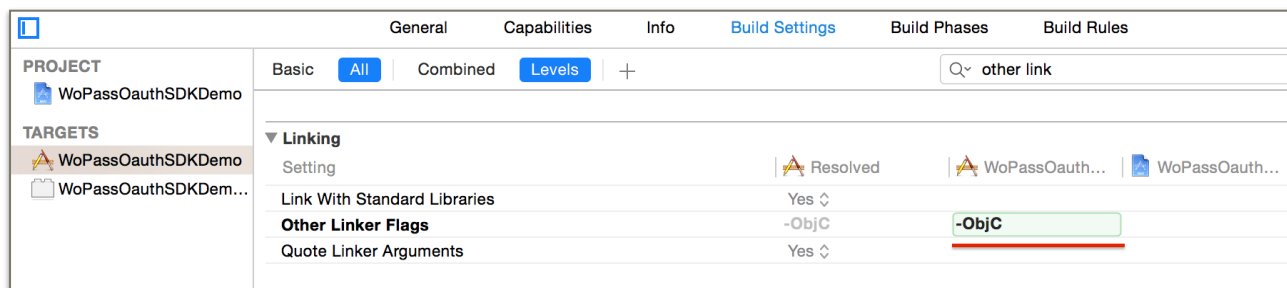 General Capabilities Info Build Settings Build Phases Build Rules
PROJECT
WoPassOauthSDKDemo
TARGETS
WoPassOauthSDKDemo
WoPassOauthSDKDem...
Basic All Combined Levels + other link
Linking
Setting Resolved WoPassOauth... WoPassOauth...
Link With Standard Libraries Yes
Other Linker Flags -ObjC -ObjC
Quote Linker Arguments Yes